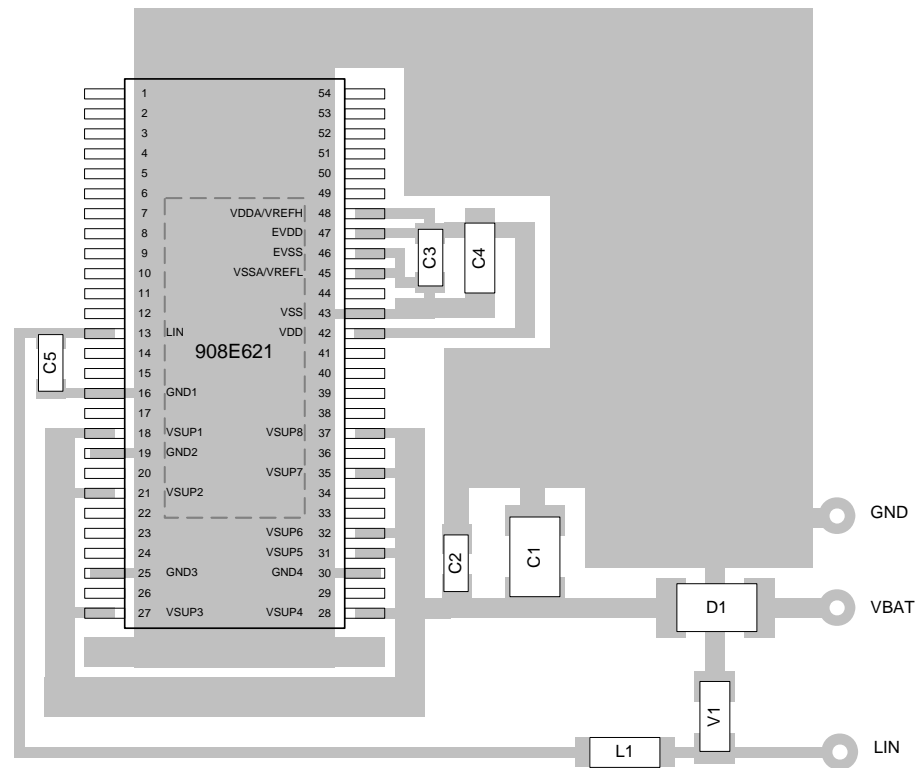 1 54
2 53
3 52
4 51
5 50
6 49
7 VDDA/VREFH 48
8 EVDD 47
9 EVSS 46
10 VSSA/VREFL 45
11 44
12 VSS 43
13 LIN VDD 42
14 908E621 41
15 40
16 GND1 39
17 38
18 VSUP1 VSUP8 37
19 GND2 36
20 VSUP7 35
21 VSUP2 34
22 33
23 VSUP6 32
24 VSUP5 31
25 GND3 GND4 30
26 29
27 VSUP3 VSUP4 28
C3
C4
C5
C2
C1
GND
D1
VBAT
V1
L1
LIN